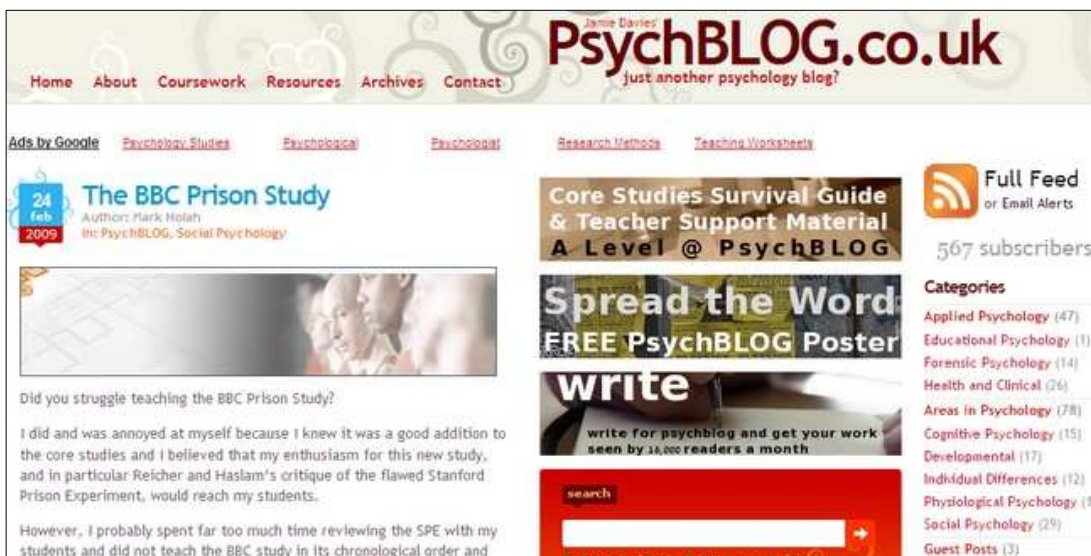 Jamie Davies'
PsychBLOG.co.uk
just another psychology blog?
Home About Coursework Resources Archives Contact
Ads by Google Psychology Studies Psychological Psychologist Research Methods Teaching Worksheets
24
feb
2009
The BBC Prison Study
Author: Mark Holah
In: PsychBLOG, Social Psychology
Did you struggle teaching the BBC Prison Study?
I did and was annoyed at myself because I knew it was a good addition to
the core studies and I believed that my enthusiasm for this new study,
and in particular Reicher and Haslam's critique of the flawed Stanford
Prison Experiment, would reach my students.
However, I probably spent far too much time reviewing the SPE with my
students and did not teach the BBC study in its chronological order and
Core Studies Survival Guide
& Teacher Support Material
A Level @ PsychBLOG
Spread the Word
FREE PsychBLOG Poster
write
write for psychblog and get your work
seen by 16,000 readers a month
search
Full Feed
or Email Alerts
567 subscribers
Categories
Applied Psychology (47)
Educational Psychology (1)
Forensic Psychology (14)
Health and Clinical (26)
Areas in Psychology (78)
Cognitive Psychology (15)
Developmental (17)
Individual Differences (12)
Physiological Psychology
Social Psychology (29)
Guest Posts (3)